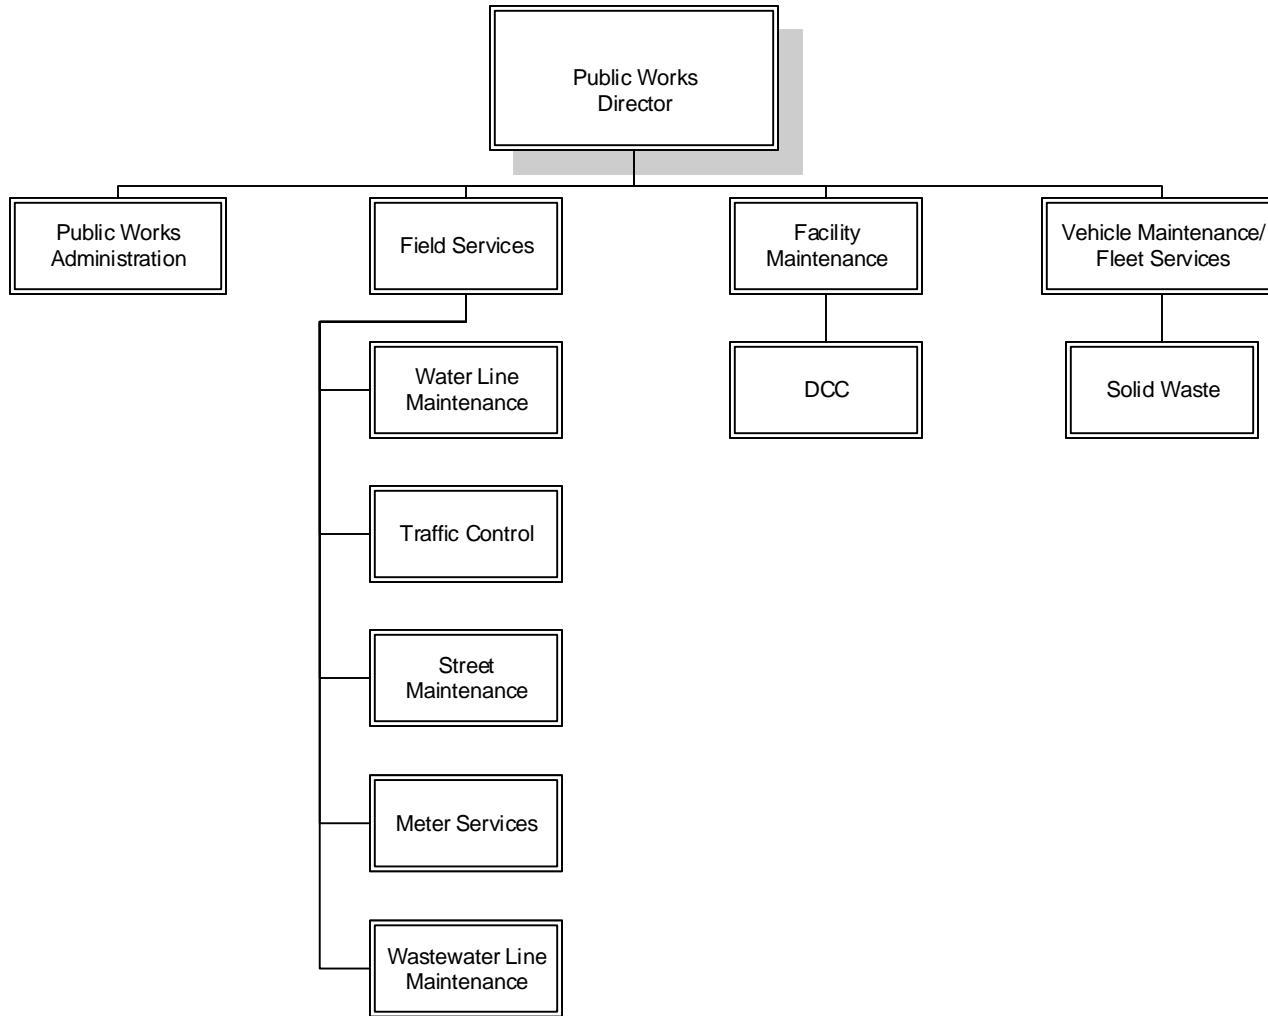 Public Works
Director
Public Works
Administration
Field Services
Facility
Maintenance
Vehicle Maintenance/
Fleet Services
Water Line
Maintenance
DCC
Solid Waste
Traffic Control
Street
Maintenance
Meter Services
Wastewater Line
Maintenance